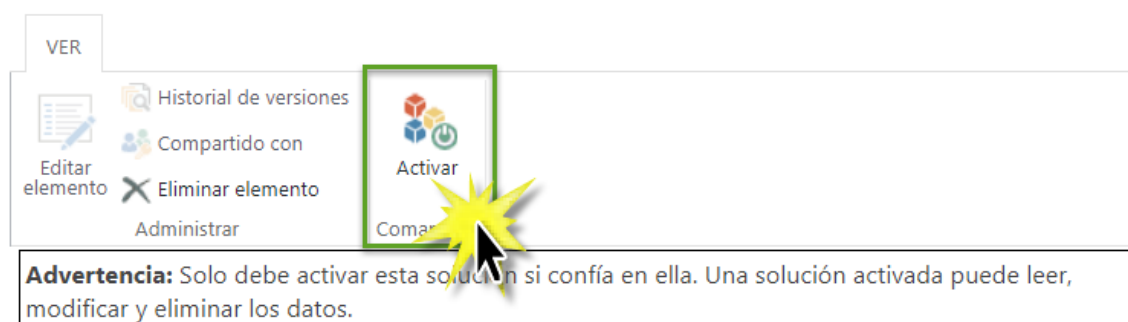 VER
Historial de versiones
Compartido con
Editar
elemento
Eliminar elemento
Activar
Administrar
Advertencia: Solo debe activar esta solución si confía en ella. Una solución activada puede leer,
modificar y eliminar los datos.